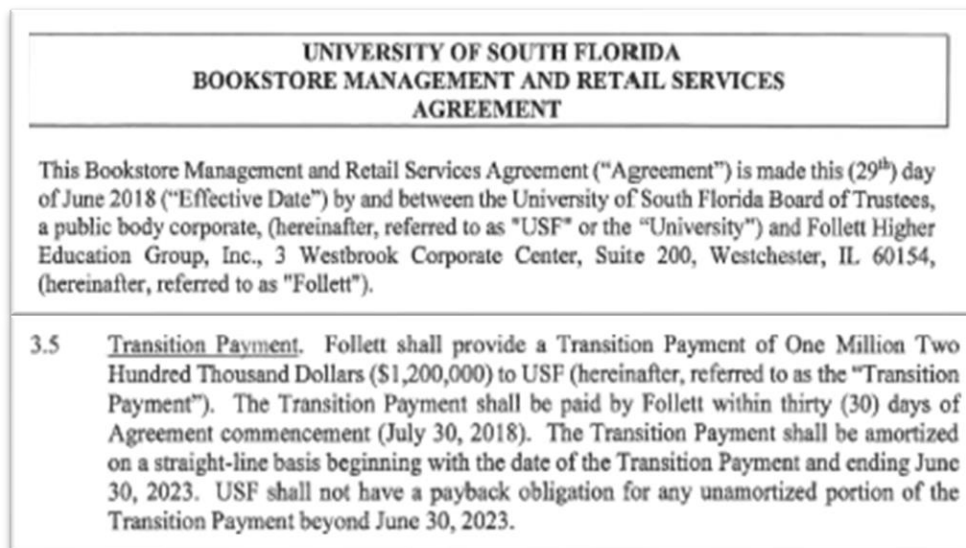 UNIVERSITY OF SOUTH FLORIDA
BOOKSTORE MANAGEMENT AND RETAIL SERVICES
AGREEMENT
This Bookstore Management and Retail Services Agreement ("Agreement") is made this (29th) day
of June 2018 ("Effective Date") by and between the University of South Florida Board of Trustees,
a public body corporate, (hereinafter, referred to as "USF" or the "University") and Follett Higher
Education Group, Inc., 3 Westbrook Corporate Center, Suite 200, Westchester, IL 60154,
(hereinafter, referred to as "Follett").
3.5 Transition Payment. Follett shall provide a Transition Payment of One Million Two
Hundred Thousand Dollars ($1,200,000) to USF (hereinafter, referred to as the "Transition
Payment"). The Transition Payment shall be paid by Follett within thirty (30) days of
Agreement commencement (July 30, 2018). The Transition Payment shall be amortized
on a straight-line basis beginning with the date of the Transition Payment and ending June
30, 2023. USF shall not have a payback obligation for any unamortized portion of the
Transition Payment beyond June 30, 2023.